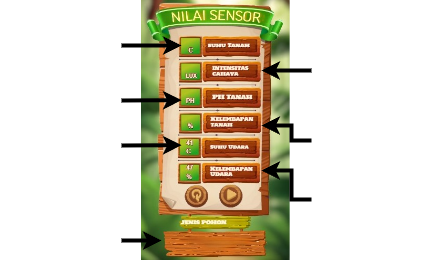 NILAI SENSOR
C
SUHU TANAH
LUX
INTENSITAS
CAHAYA
PH
PH TANAH
%
KELEMBAPAN
TANAH
C
SUHU UDARA
%
KELEMBAPAN
UDARA
JENIS POHON